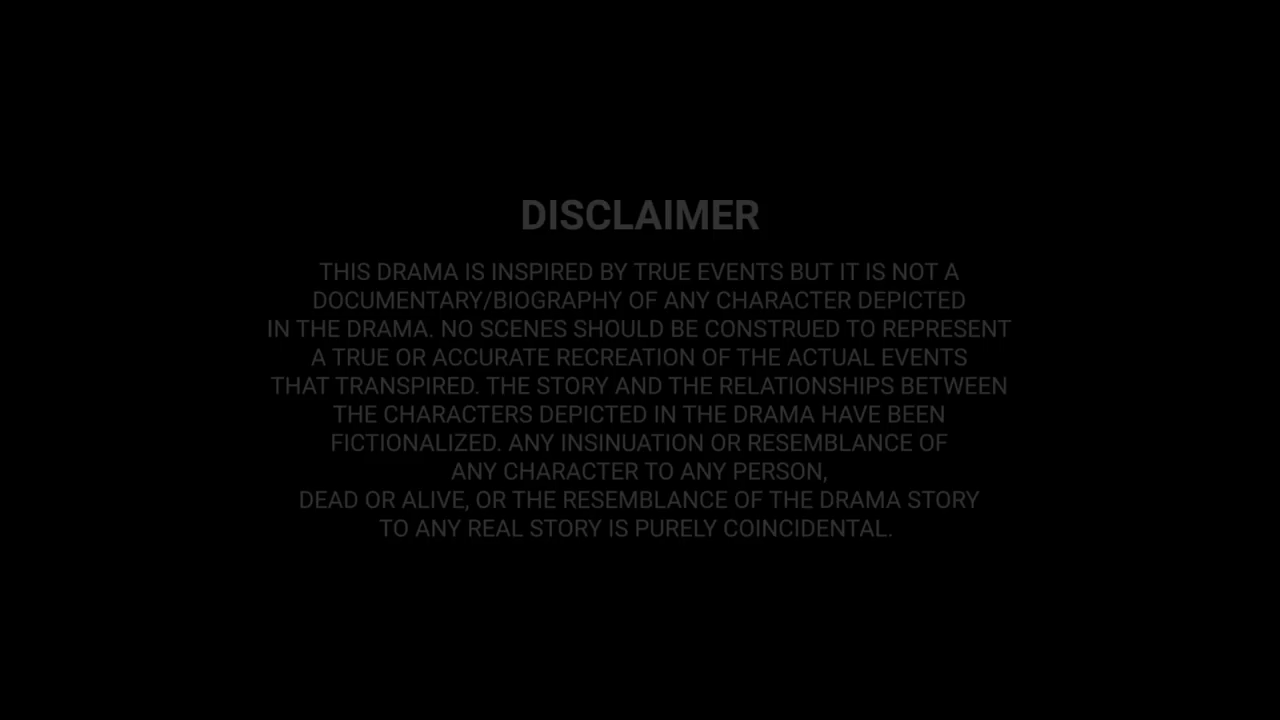 DISCLAIMER
THIS DRAMA IS INSPIRED BY TRUE EVENTS BUT IT IS NOT A
DOCUMENTARY/BIOGRAPHY OF ANY CHARACTER DEPICTED
IN THE DRAMA. NO SCENES SHOULD BE CONSTRUED TO REPRESENT
A TRUE OR ACCURATE RECREATION OF THE ACTUAL EVENTS
THAT TRANSPIRED. THE STORY AND THE RELATIONSHIPS BETWEEN
THE CHARACTERS DEPICTED IN THE DRAMA HAVE BEEN
FICTIONALIZED. ANY INSINUATION OR RESEMBLANCE OF
ANY CHARACTER TO ANY PERSON,
DEAD OR ALIVE, OR THE RESEMBLANCE OF THE DRAMA STORY
TO ANY REAL STORY IS PURELY COINCIDENTAL.